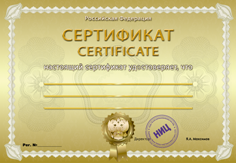 Российская Федерация
СЕРТИФИКАТ
CERTIFICATE
настоящий сертификат удостоверяет, что
НИЦ
Рег. №